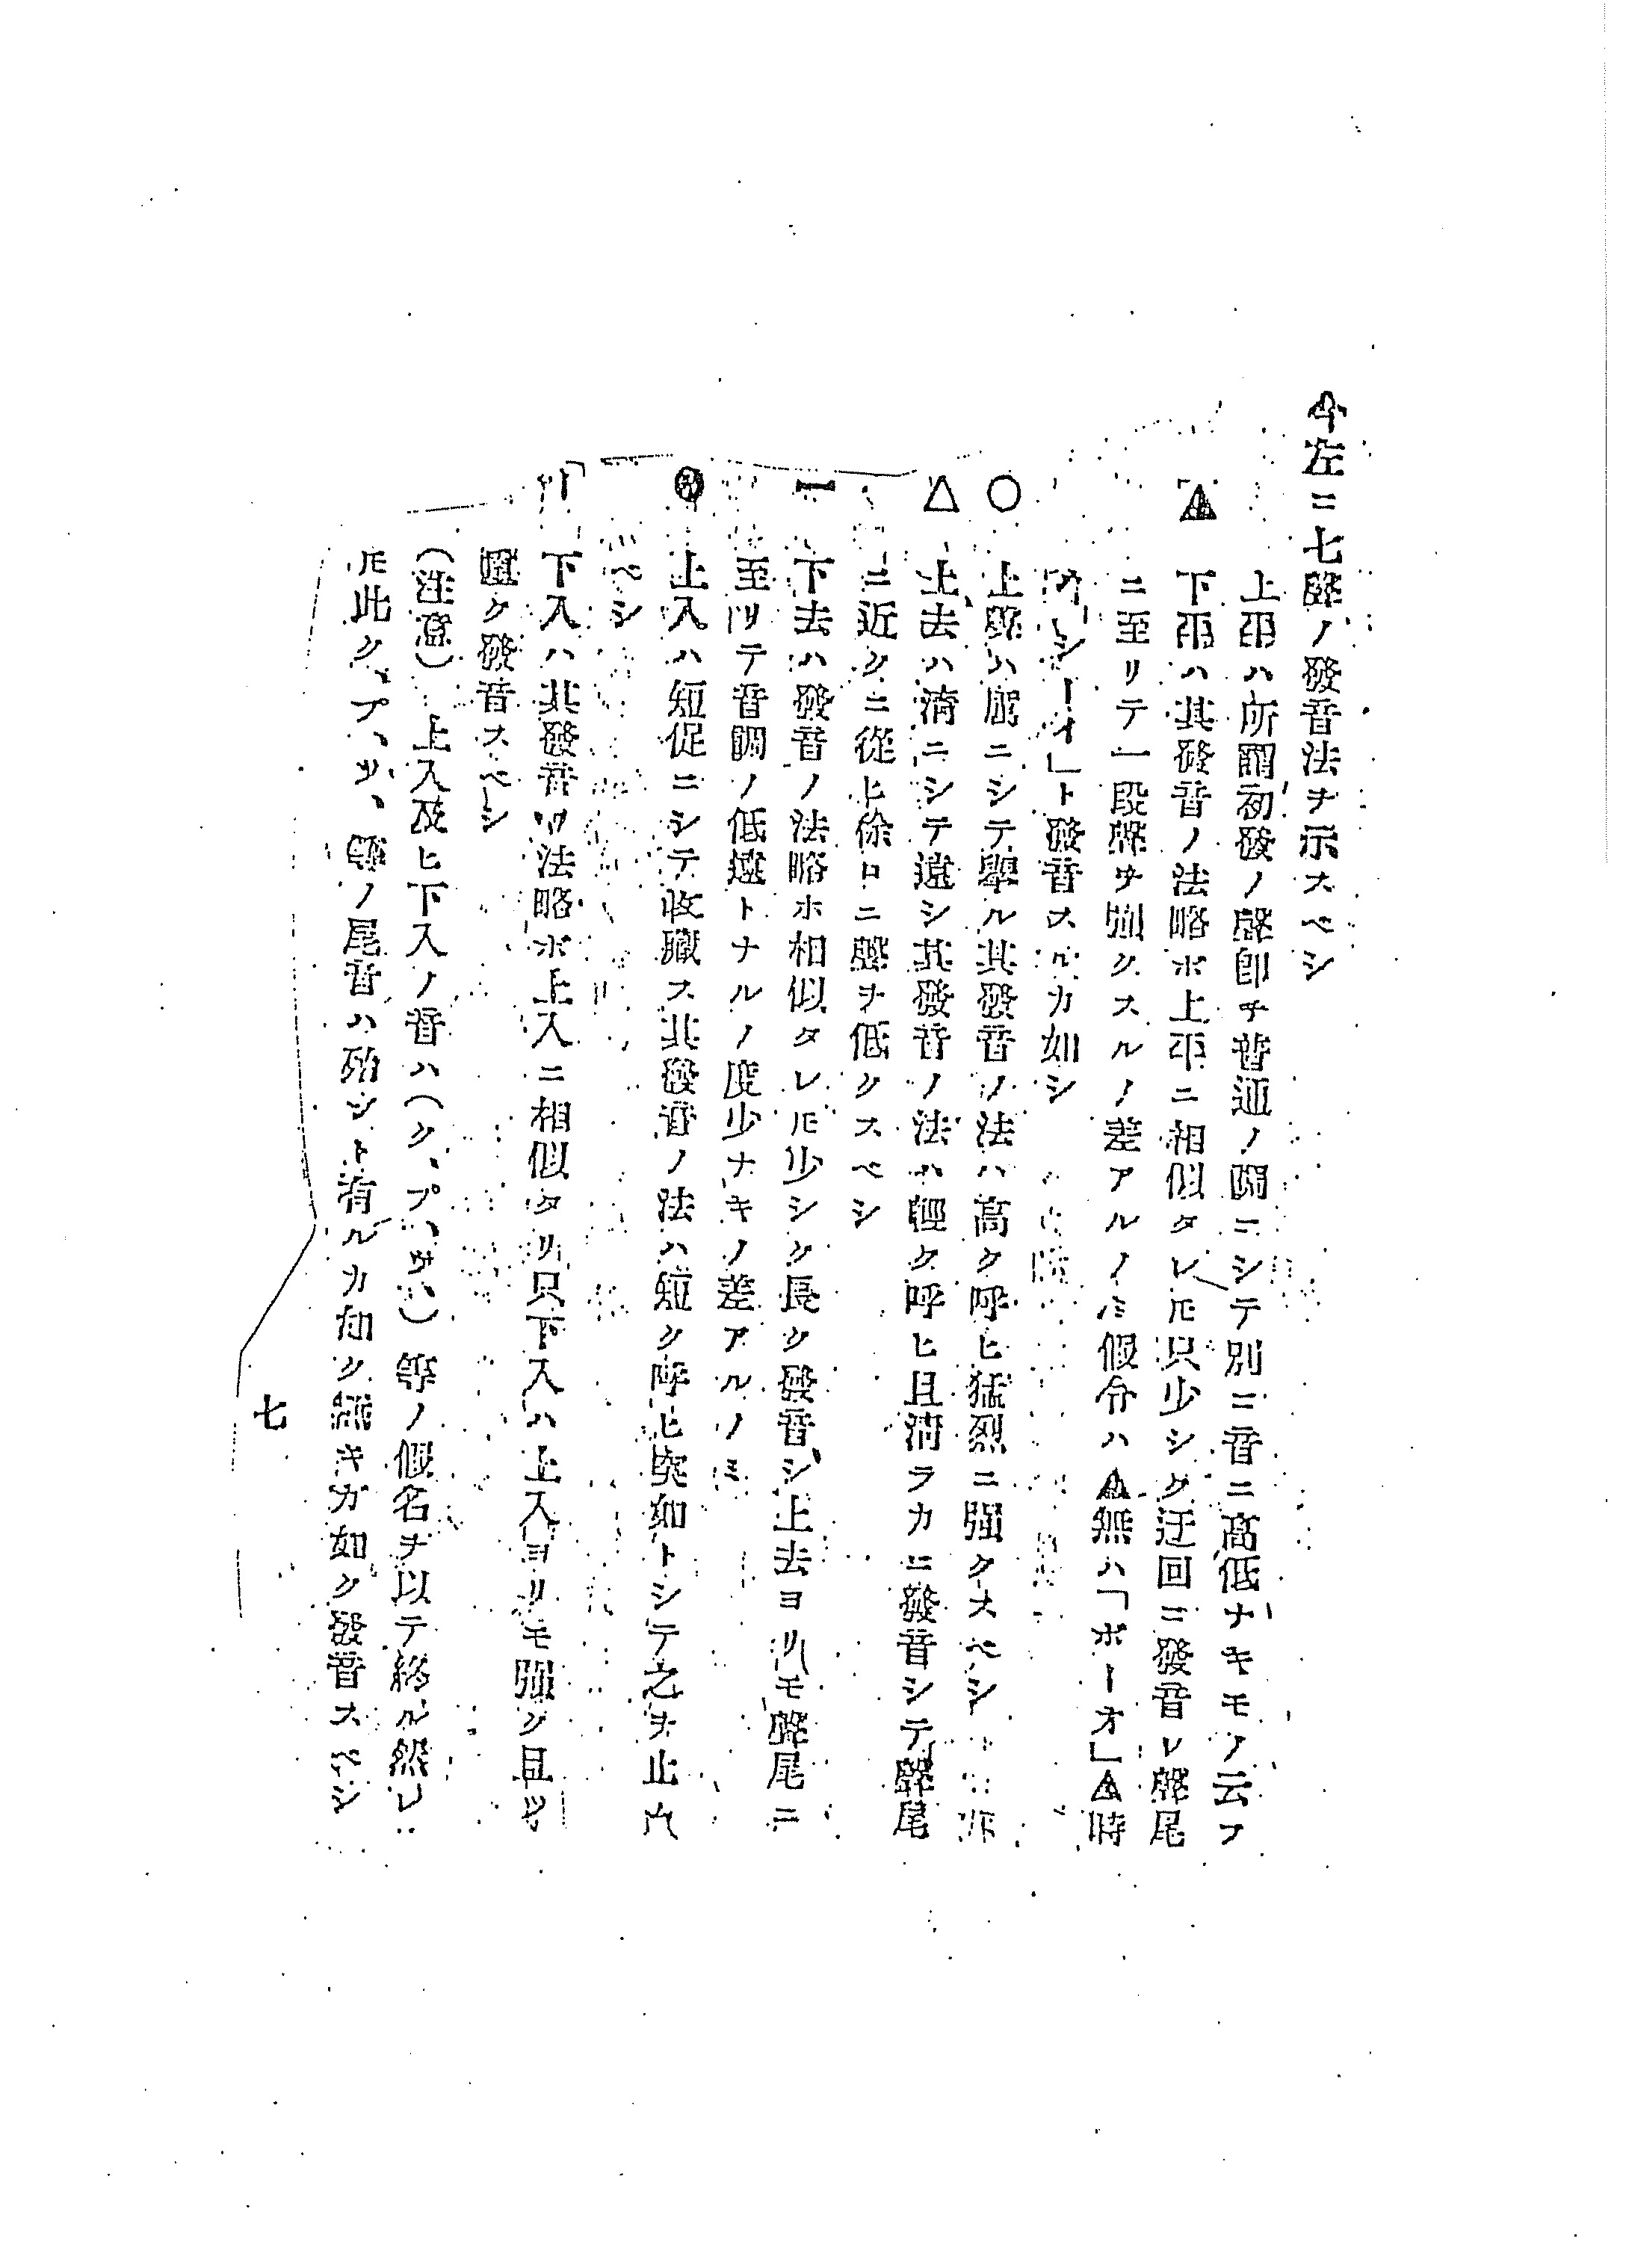 今左ニ七聲ノ發音法ヲ示スベシ
上平ハ所謂初發ノ聲卽チ普通ノ調ニシテ別ニ音ニ高低ナキモノ云フ
▲ 下平ハ其發音ノ法略ホ上平ニ相似タレ𪜈只少シク迂回ニ發音シ聲尾
ニ至リテ一段聲ヲ強クスルノ差アルノミ假令ハ▲無ハ「ボーオ」▲時
ハ「シーイ」ト發音スルカ如シ
○ 上聲ハ厲ニシテ擧ル其發音ノ法ハ高ク呼ヒ猛烈ニ强クスベシ
△ 上去ハ淸ニシテ遠シ其發音ノ法ハ輕ク呼ヒ且淸ラカニ發音シテ聲尾
ニ近クニ從ヒ徐ロニ聲ヲ低クスベシ
一 下去ハ發音ノ法略ホ相似タレ𪜈少シク長ク發音シ上去ヨリモ聲尾ニ
至リテ音調ノ低遠トナルノ度少ナキノ差アルノミ
上入ハ短促ニシテ收藏ス其發音ノ法ハ短ク呼ヒ突如トシテ之ヲ止ム
ベシ
下入ハ其發音ノ法略ホ上入ニ相似タリ只下入ハ上入ヨリモ强ク且ツ
重ク發音スベシ
(注意) 上入及ヒ下入ノ音ハ(ク、プ、ツ、)等ノ假名ヲ以テ終ル然レ
𪜈此ク、プ、ツ、等ノ尾音ハ殆ント有ルカ如ク無キガ如ク發音スベシ
七